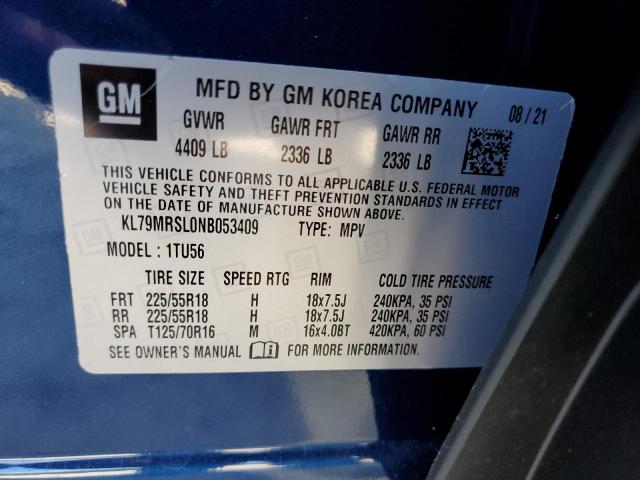 GM
MFD BY GM KOREA COMPANY 08 / 21
GVWR GAWR FRT GAWR RR
4409 LB 2336 LB 2336 LB
THIS VEHICLE CONFORMS TO ALL APPLICABLE U.S. FEDERAL MOTOR
VEHICLE SAFETY AND THEFT PREVENTION STANDARDS IN EFFECT
ON THE DATE OF MANUFACTURE SHOWN ABOVE.
KL79MRSL0NB053409 TYPE: MPV
MODEL : 1TU56
TIRE SIZE SPEED RTG RIM COLD TIRE PRESSURE
FRT 225/55R18 H 18x7.5J 240KPA, 35 PSI
RR 225/55R18 H 18x7.5J 240KPA, 35 PSI
SPA T125/70R16 M 16x4.0BT 420KPA, 60 PSI
SEE OWNER'S MANUAL FOR MORE INFORMATION.